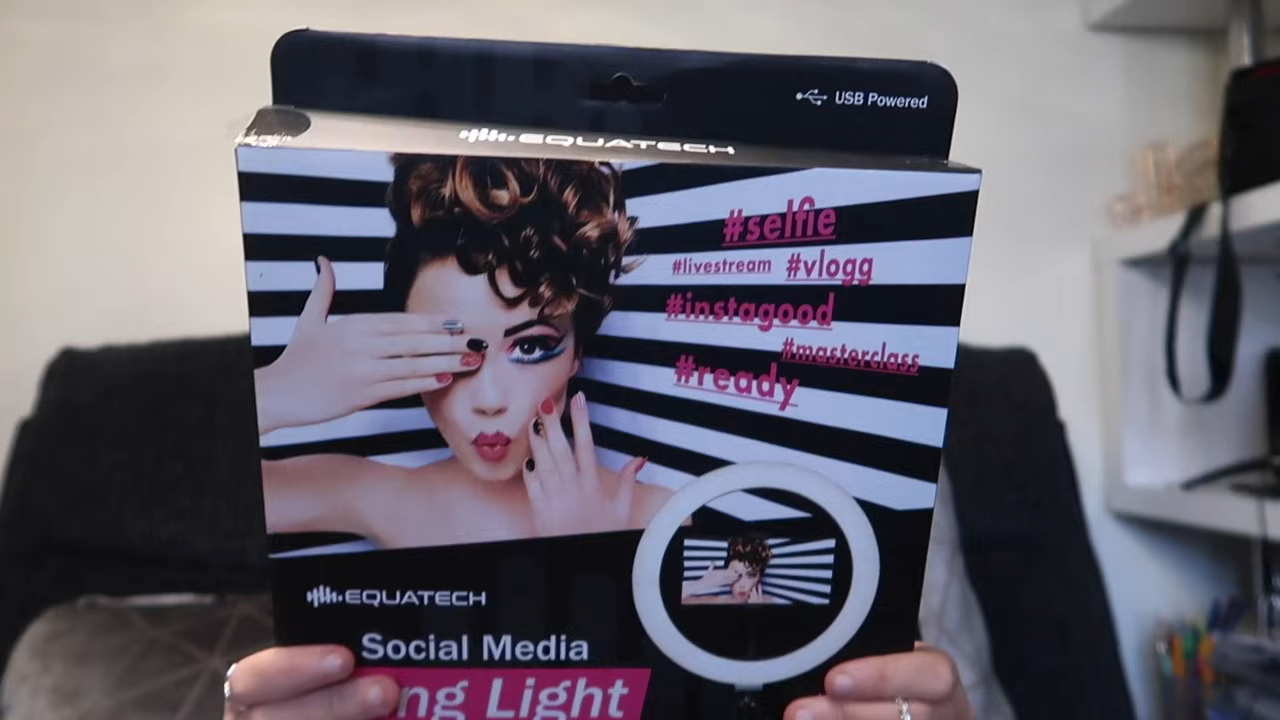 USB Powered
EQUATECH
#selfie
#livestream #vlogg
#instagood
#masterclass
#ready
EQUATECH
Social Media
ng Light